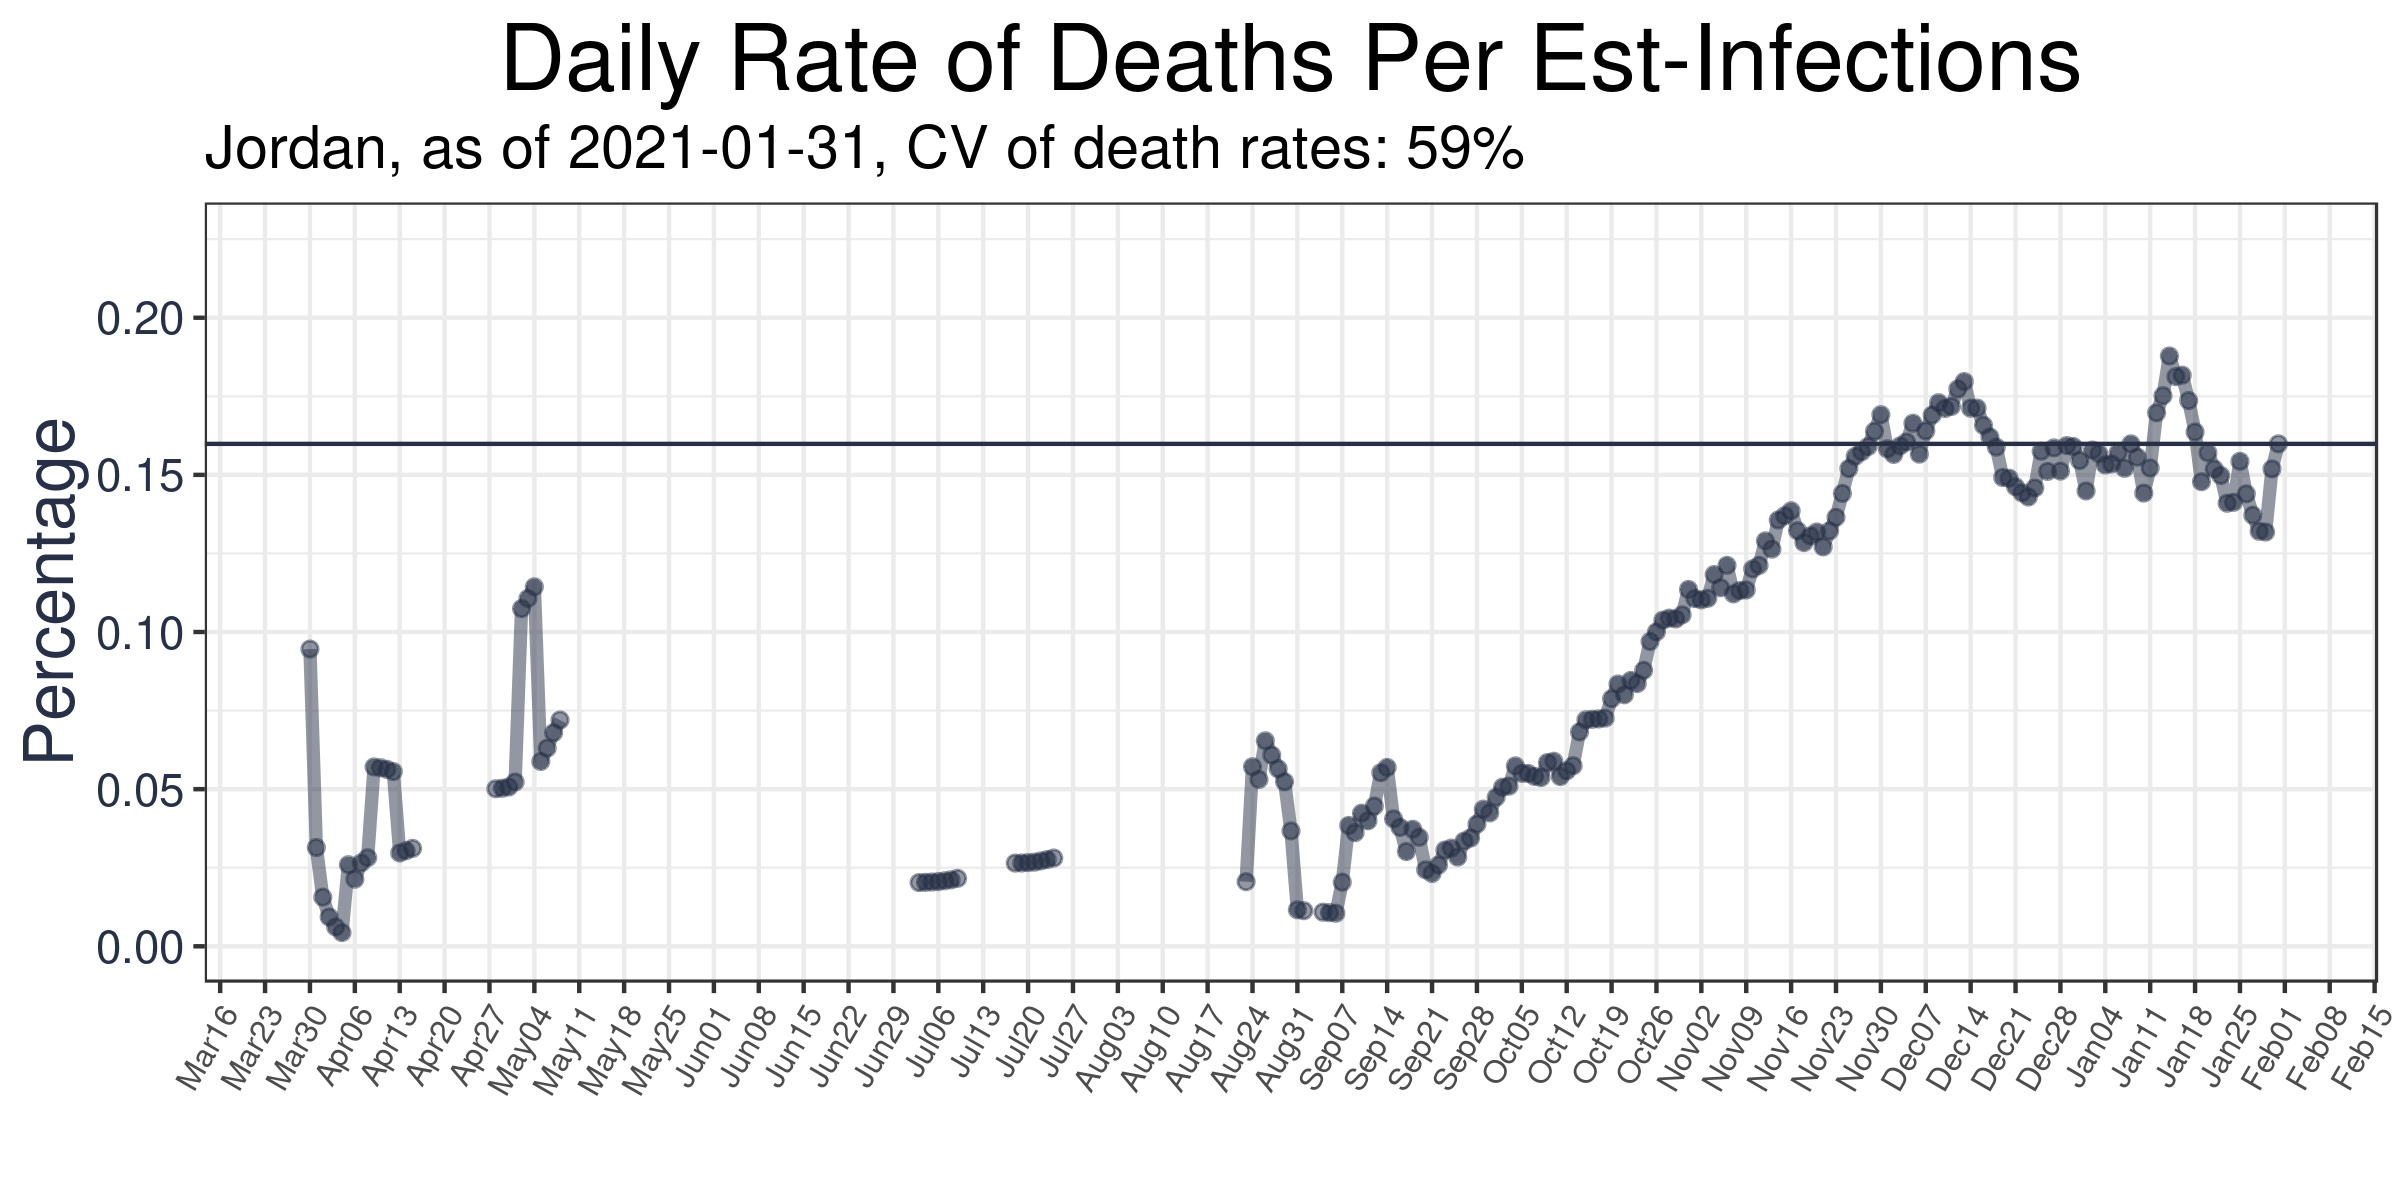 Daily Rate of Deaths Per Est-Infections
Jordan, as of 2021-01-31, CV of death rates: 59%
Percentage
0.20
0.15
0.10
0.05
0.00
Mar16
Mar23
Mar30
Apr06
Apr13
Apr20
Apr27
May04
May11
May18
May25
Jun01
Jun08
Jun15
Jun22
Jun29
Jul06
Jul13
Jul20
Jul27
Aug03
Aug10
Aug17
Aug24
Aug31
Sep07
Sep14
Sep21
Sep28
Oct05
Oct12
Oct19
Oct26
Nov02
Nov09
Nov16
Nov23
Nov30
Dec07
Dec14
Dec21
Dec28
Jan04
Jan11
Jan18
Jan25
Feb01
Feb08
Feb15